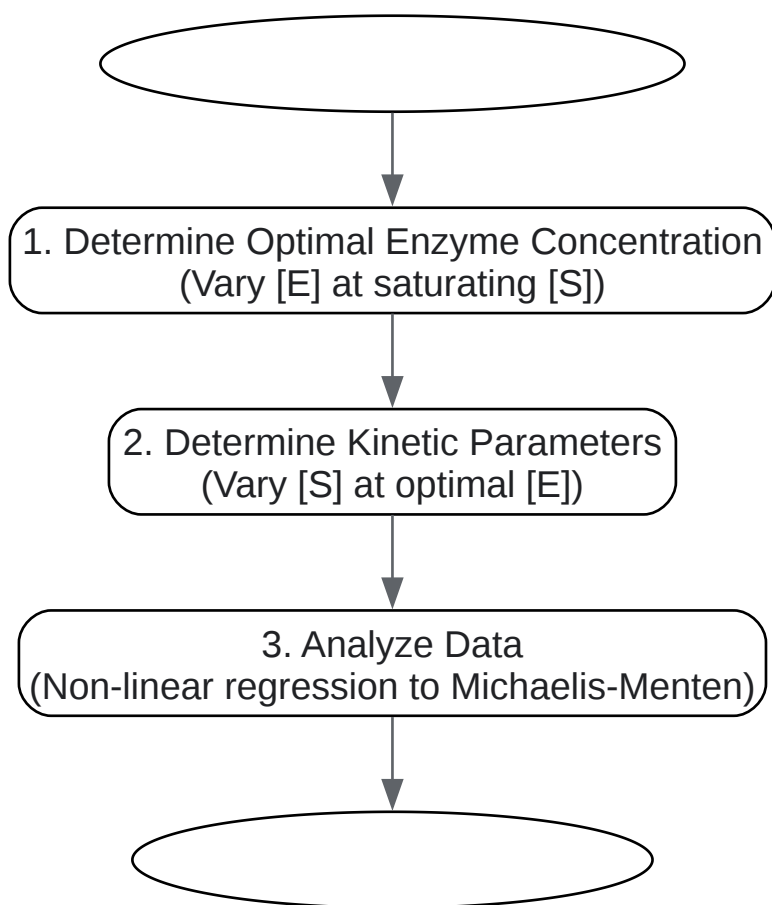 1. Determine Optimal Enzyme Concentration
(Vary [E] at saturating [S])
2. Determine Kinetic Parameters
(Vary [S] at optimal [E])
3. Analyze Data
(Non-linear regression to Michaelis-Menten)